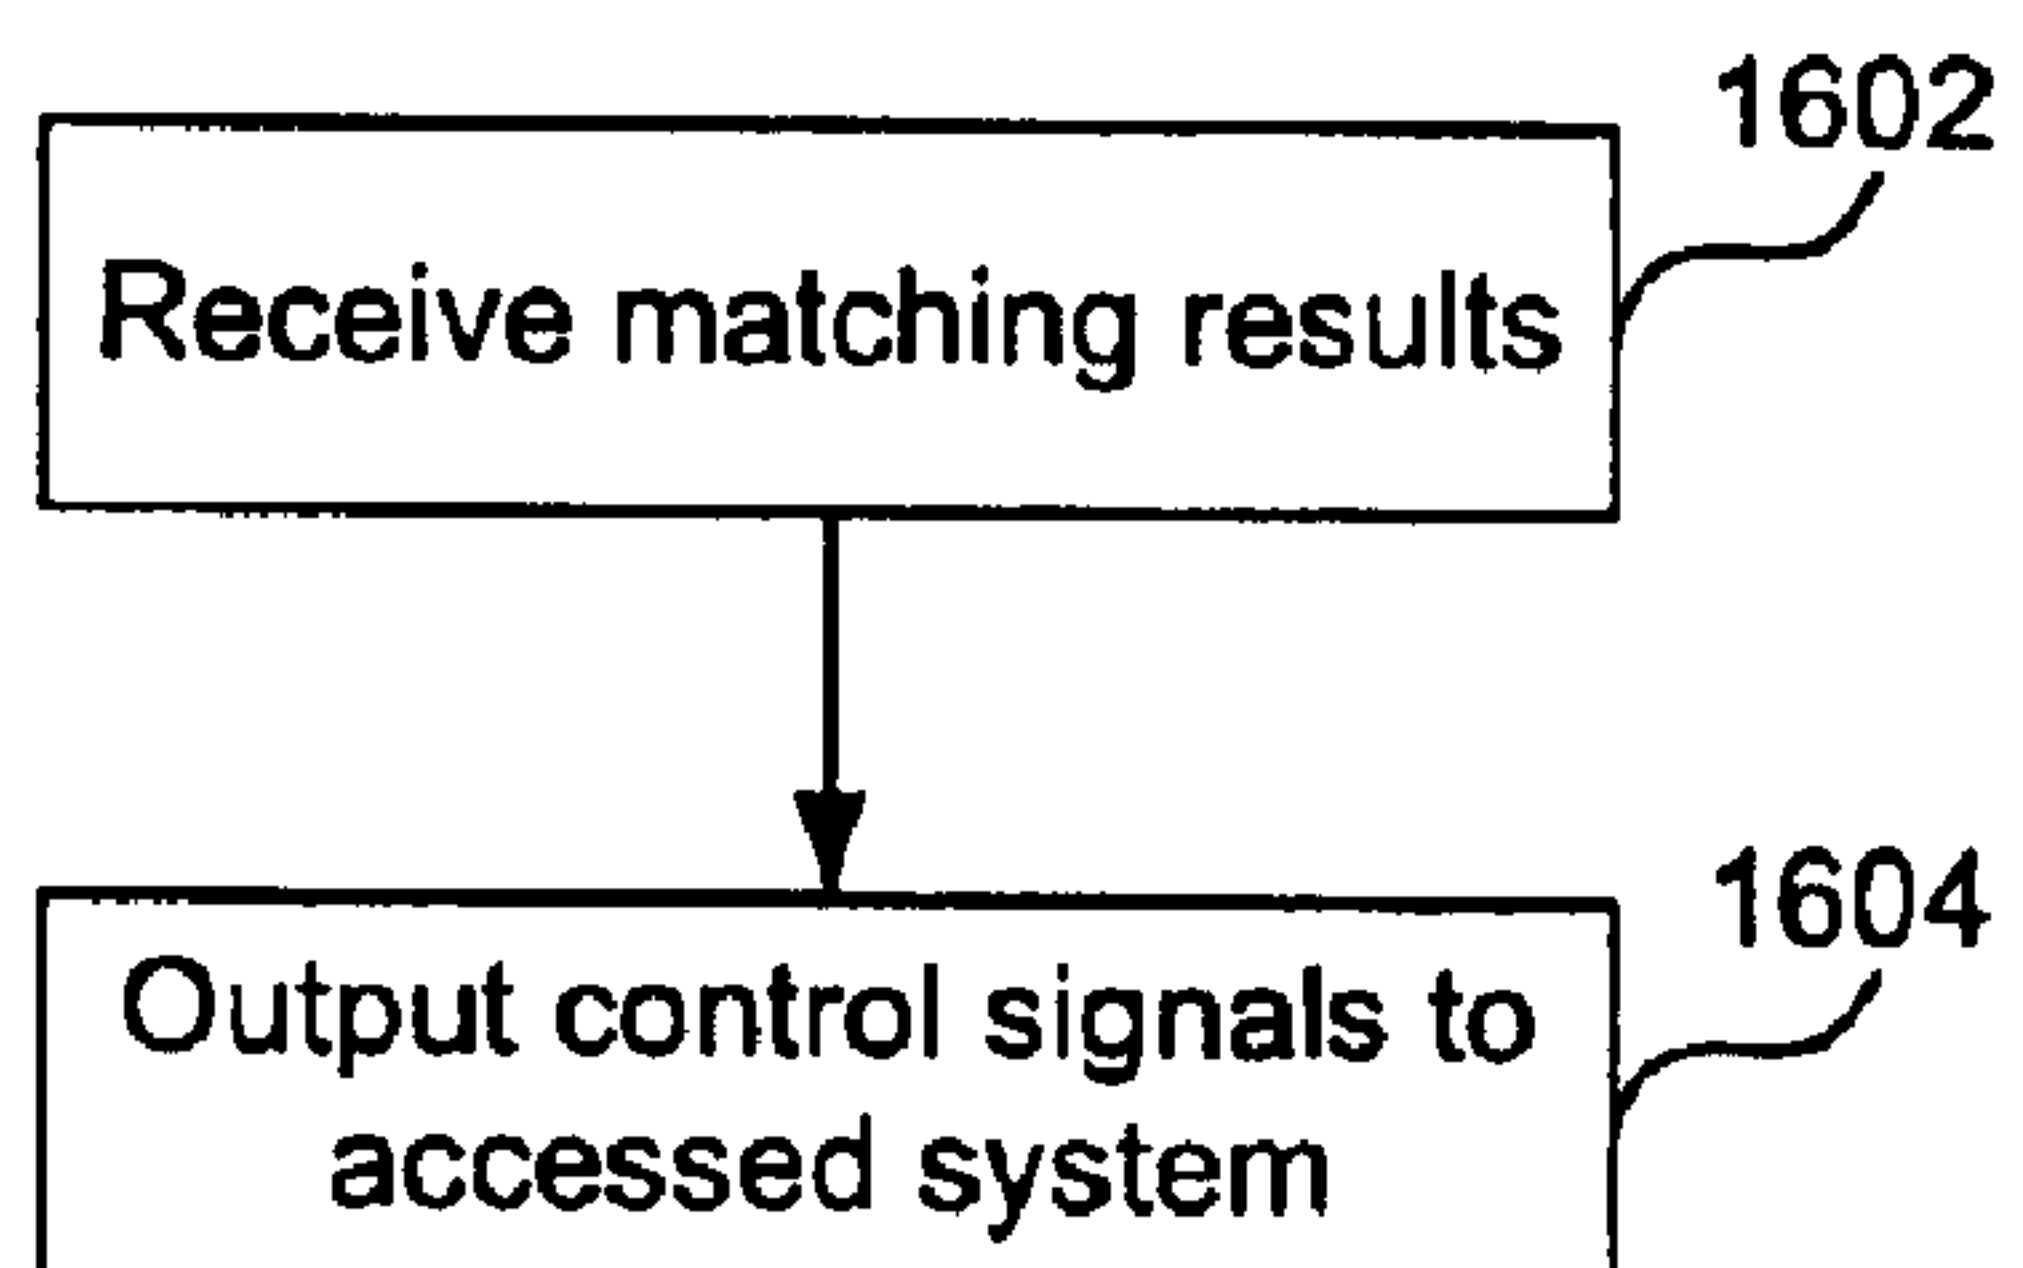 1602
Receive matching results
1604
Output control signals to
accessed system